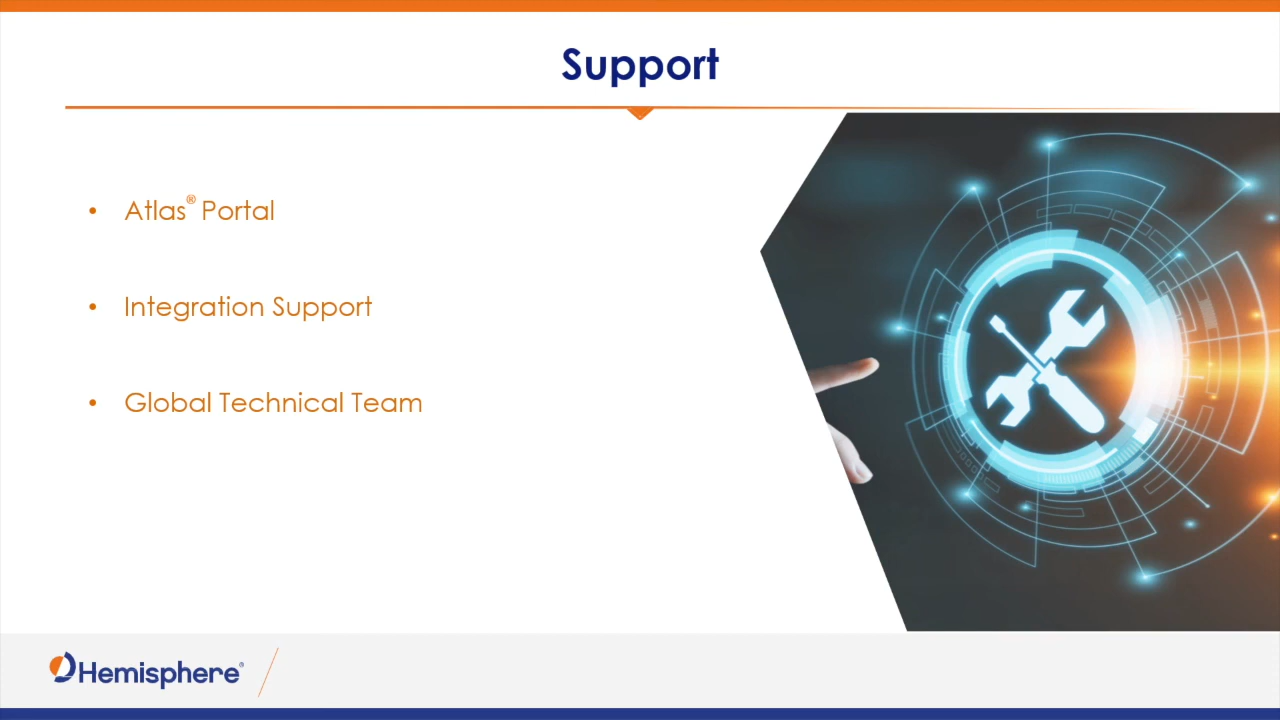 Support
• Atlas® Portal
• Integration Support
• Global Technical Team
Hemisphere®